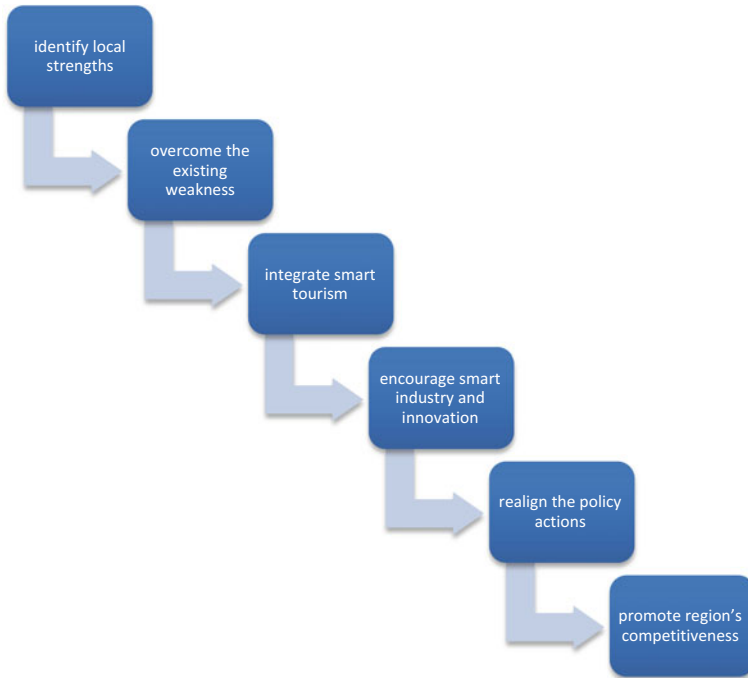 identify local
strengths
overcome the
existing
weakness
integrate smart
tourism
encourage smart
industry and
innovation
realign the policy
actions
promote region’s
competitiveness